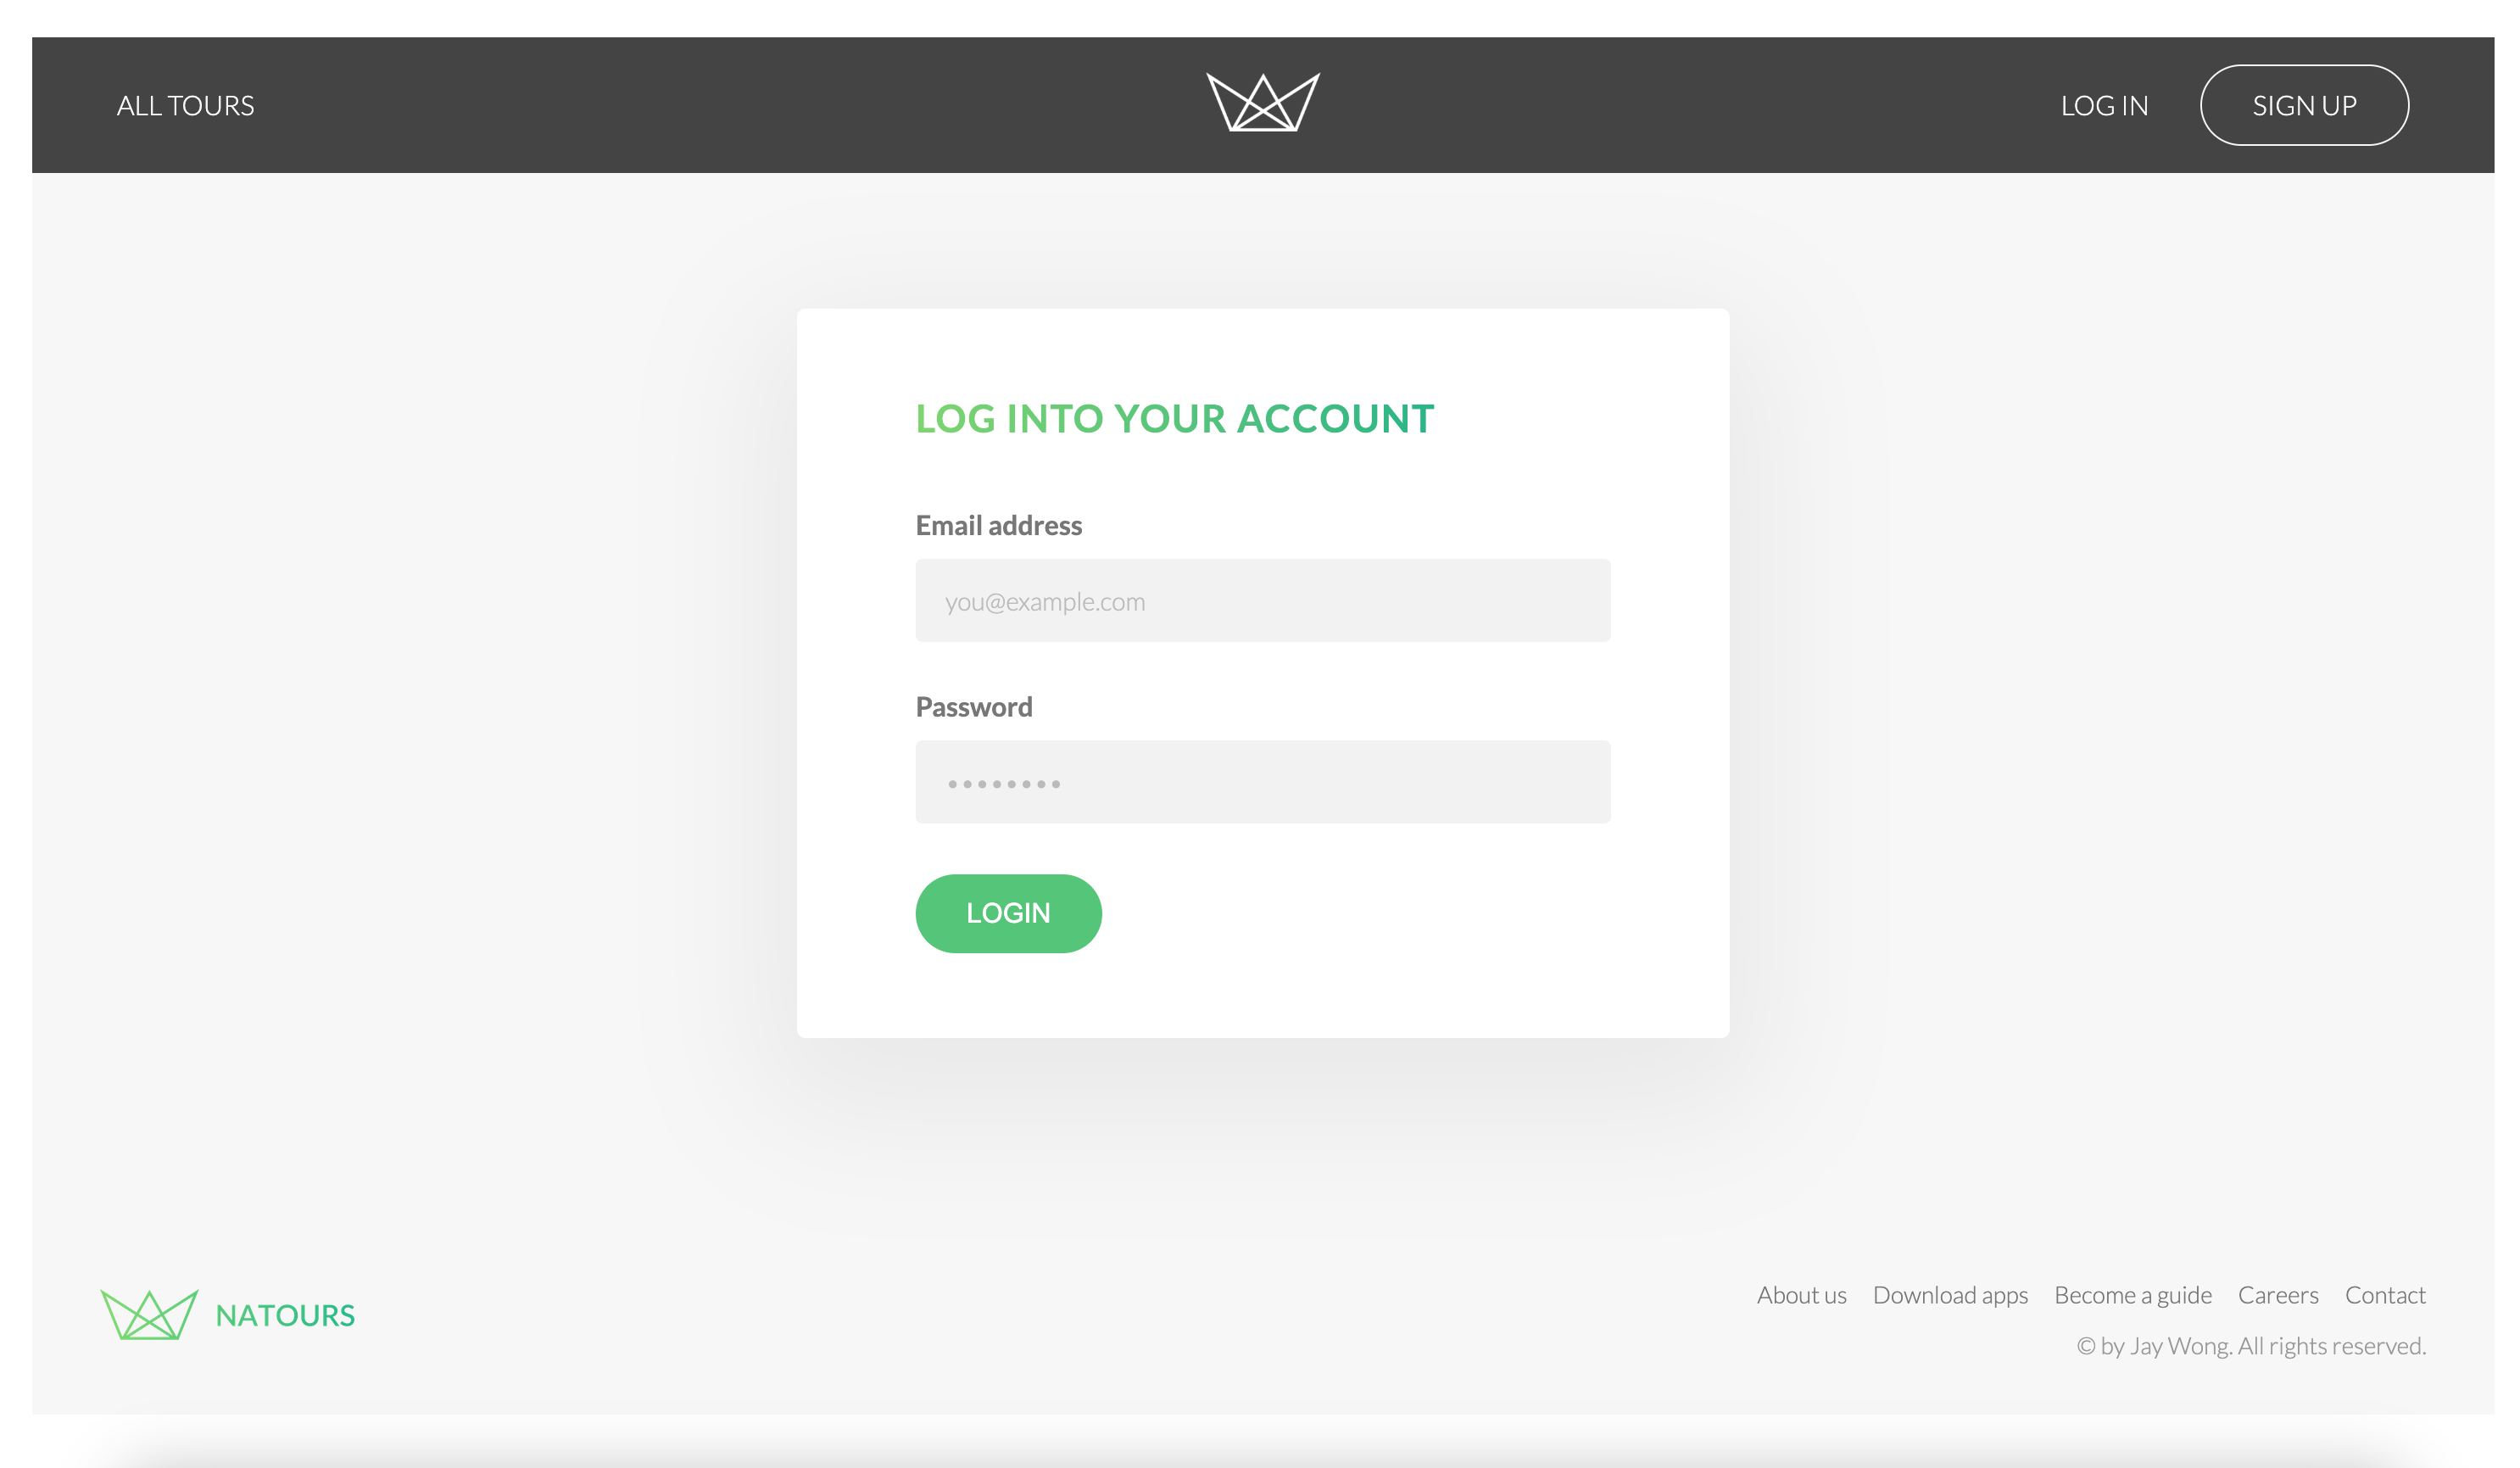 ALL TOURS
LOG IN
SIGN UP
LOG INTO YOUR ACCOUNT
Email address
you@example.com
Password
••••••••
LOGIN
NATOURS
About us
Download apps
Become a guide
Careers
Contact
© by Jay Wong. All rights reserved.